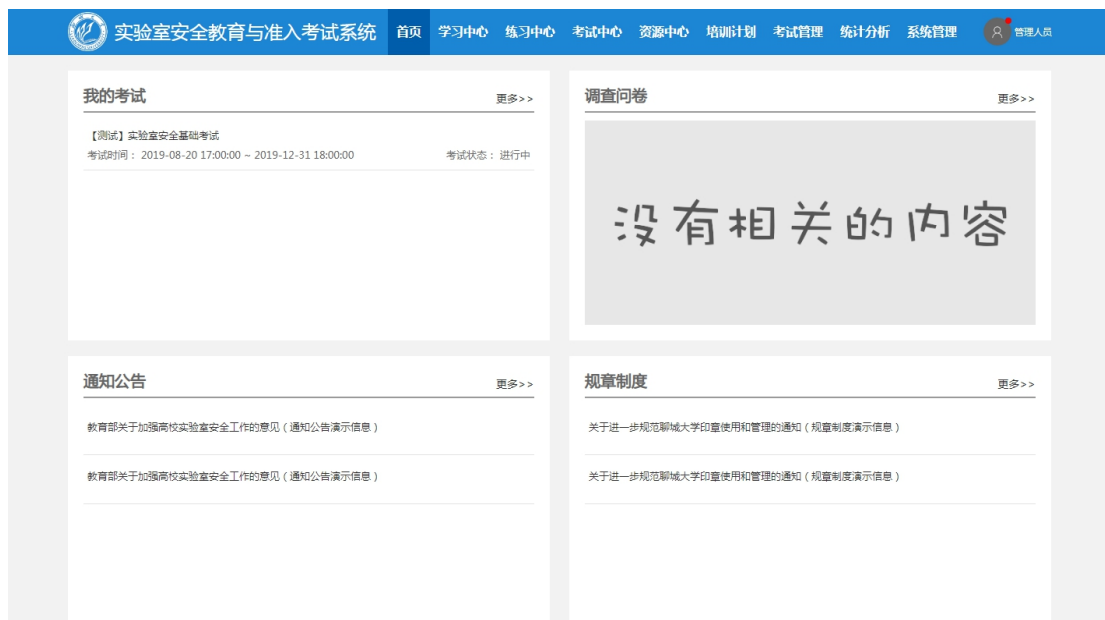 实验室安全教育与准入考试系统 首页 学习中心 练习中心 考试中心 资源中心 培训计划 考试管理 统计分析 系统管理 管理人员
我的考试 更多>>
【测试】实验室安全基础考试
考试时间： 2019-08-20 17:00:00 ~ 2019-12-31 18:00:00 考试状态： 进行中
调查问卷 更多>>
没有相关的内容
通知公告 更多>>
教育部关于加强高校实验室安全工作的意见（通知公告演示信息）
教育部关于加强高校实验室安全工作的意见（通知公告演示信息）
规章制度 更多>>
关于进一步规范聊城大学印章使用和管理的通知（规章制度演示信息）
关于进一步规范聊城大学印章使用和管理的通知（规章制度演示信息）